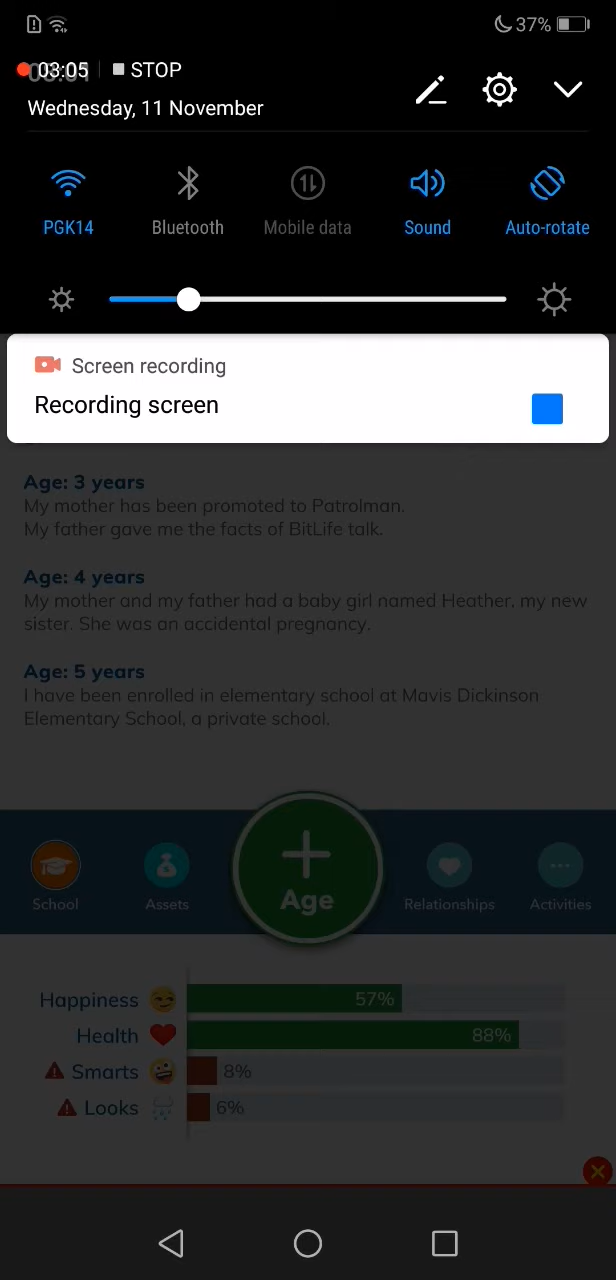 37%
03:05 STOP
Wednesday, 11 November
PGK14 Bluetooth Mobile data Sound Auto-rotate
Screen recording
Recording screen
Age: 3 years
My mother has been promoted to Patrolman.
My father gave me the facts of BitLife talk.
Age: 4 years
My mother and my father had a baby girl named Heather, my new
sister. She was an accidental pregnancy.
Age: 5 years
I have been enrolled in elementary school at Mavis Dickinson
Elementary School, a private school.
School Assets Age Relationships Activities
Happiness 57%
Health 88%
Smarts 8%
Looks 6%